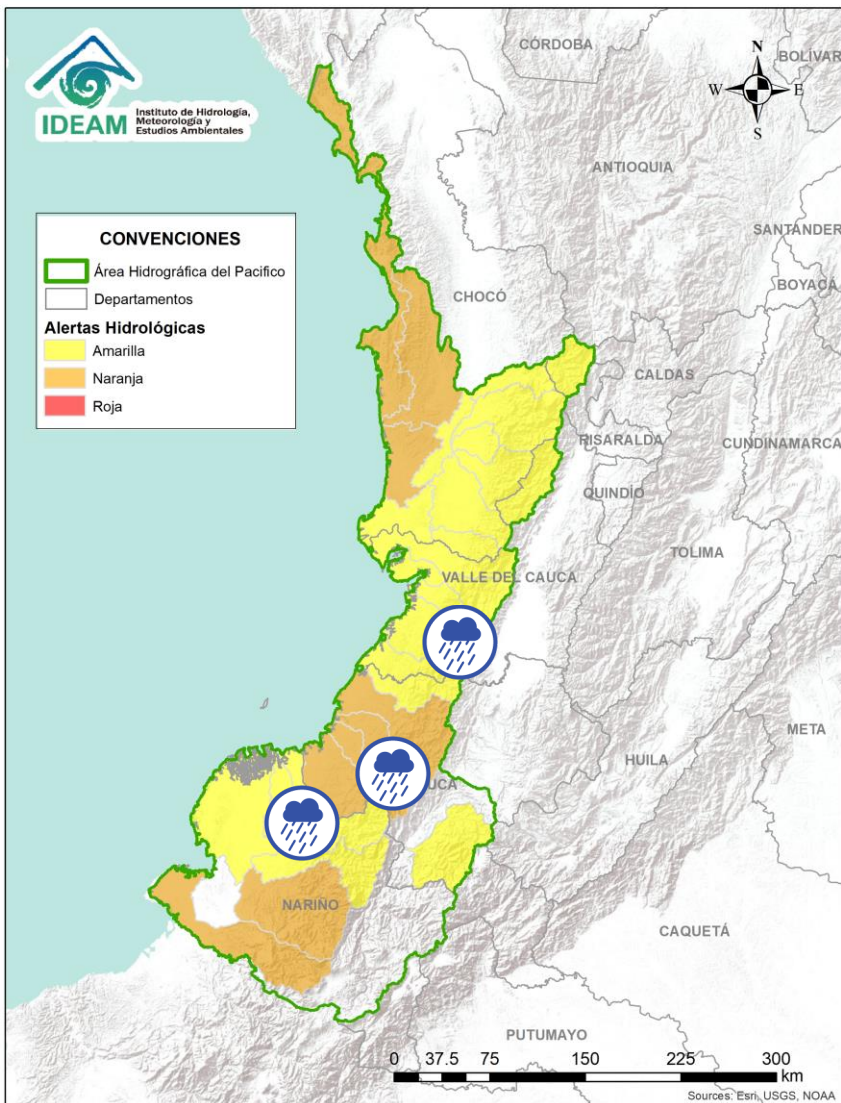 IDEAM
Instituto de Hidrología,
Meteorología y
Estudios Ambientales
CÓRDOBA
BOLÍVAR
N
W
E
S
ANTIOQUIA
SANTANDER
BOYACÁ
CONVENCIONES
Área Hidrográfica del Pacifico
Departamentos
Alertas Hidrológicas
Amarilla
Naranja
Roja
CHOCÓ
CALDAS
RISARALDA
CUNDINAMARCA
QUINDÍO
TOLIMA
VALLE DEL CAUCA
META
HUILA
UCA
NARIÑO
CAQUETÁ
PUTUMAYO
0 37.5 75 150 225 300
km
Sources: Esri, USGS, NOAA